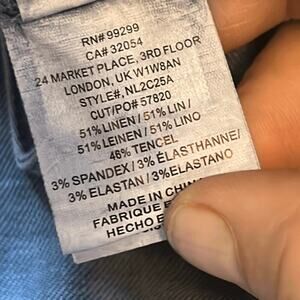 RN# 99299
CA# 32054
24 MARKET PLACE, 3RD FLOOR
LONDON, UK W1W8AN
STYLE#, NL2C25A
CUT/PO# 57820
51% LINEN / 51% LIN /
51% LEINEN / 51% LINO
46% TENCEL
3% SPANDEX / 3% ÉLASTHANNE/
3% ELASTAN / 3% ELASTANO
MADE IN CHIN
FABRIQUÉ E
HECHO E